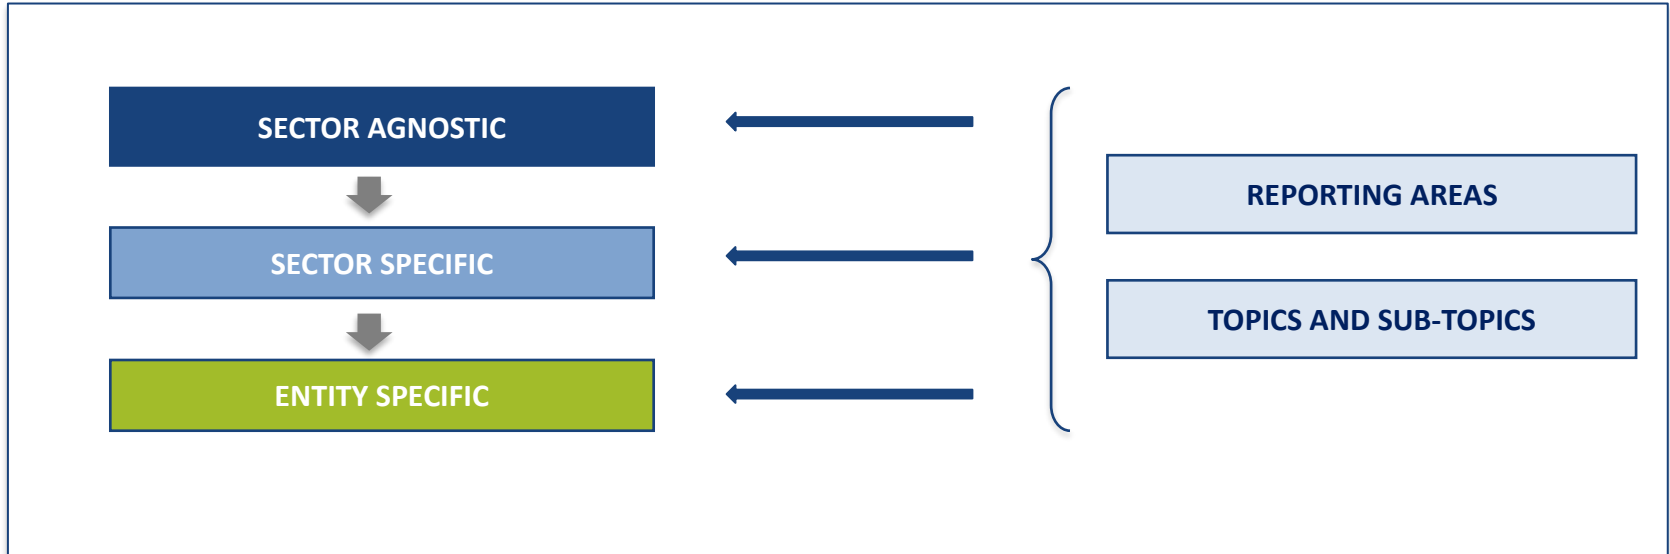 SECTOR AGNOSTIC
SECTOR SPECIFIC
ENTITY SPECIFIC
REPORTING AREAS
TOPICS AND SUB-TOPICS